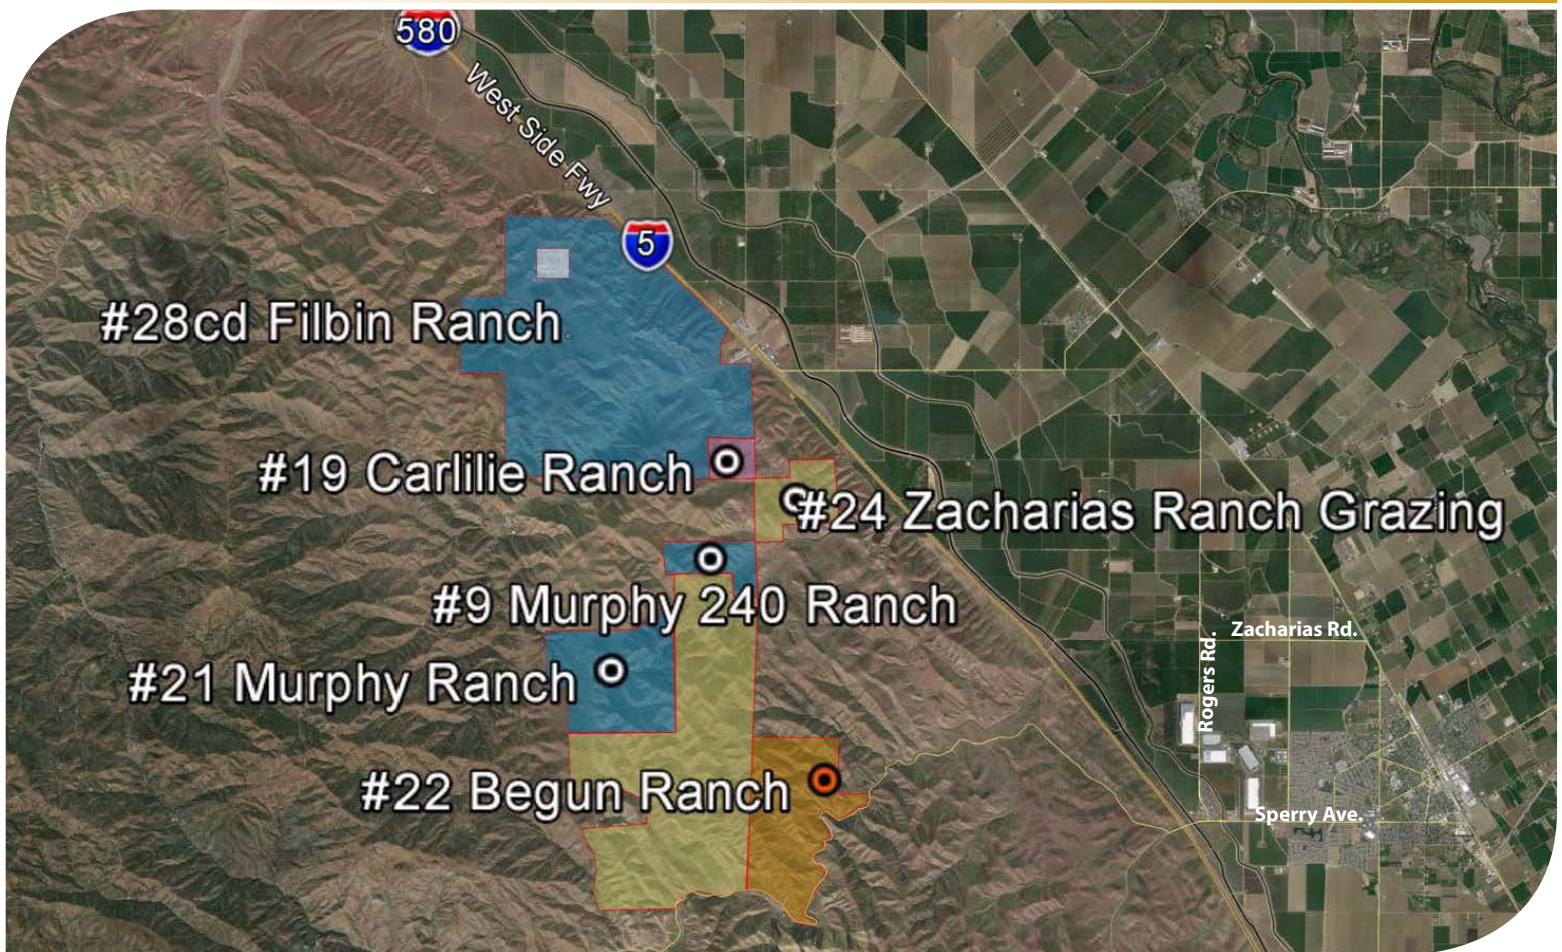 580
West Side Fwy
5
#28cd Filbin Ranch
#19 Carlilie Ranch
#24 Zacharias Ranch Grazing
#9 Murphy 240 Ranch
Zacharias Rd.
Rogers Rd.
#21 Murphy Ranch
#22 Begun Ranch
Sperry Ave.